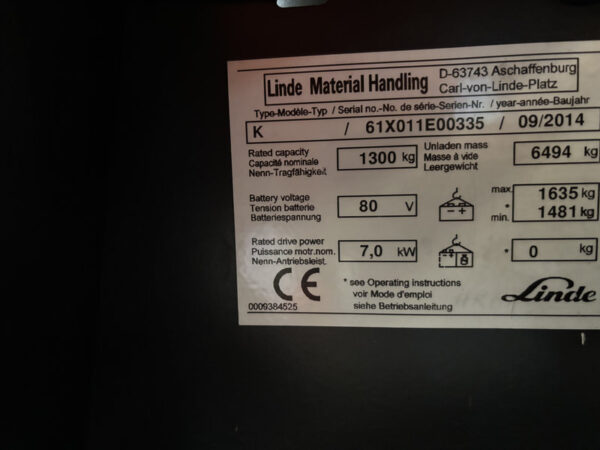 Linde Material Handling
D-63743 Aschaffenburg
Carl-von-Linde-Platz
Type-Modèle-Typ / Serial no.-No. de série-Serien-Nr. / year-année-Baujahr
K / 61X011E00335 / 09/2014
Rated capacity
Capacité nominale
Nenn-Tragfähigkeit
1300 kg
Unladen mass
Masse à vide
Leergewicht
6494 kg
Battery voltage
Tension batterie
Batteriespannung
80 V
max. 1635 kg
*
min. 1481 kg
Rated drive power
Puissance motr.nom.
Nenn-Antriebsleist.
7,0 kW
* 0 kg
CE
0009384525
* see Operating instructions
voir Mode d'emploi
siehe Betriebsanleitung
Linde